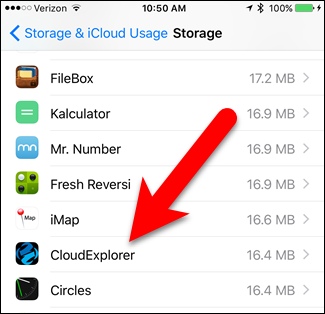 Verizon 10:50 AM 100%
Storage & iCloud Usage Storage
FileBox 17.2 MB
Kalculator 16.9 MB
mn Mr. Number 16.9 MB
Fresh Reversi 16.9 MB
iMap iMap 16.6 MB
CloudExplorer 16.4 MB
Circles 16.4 MB